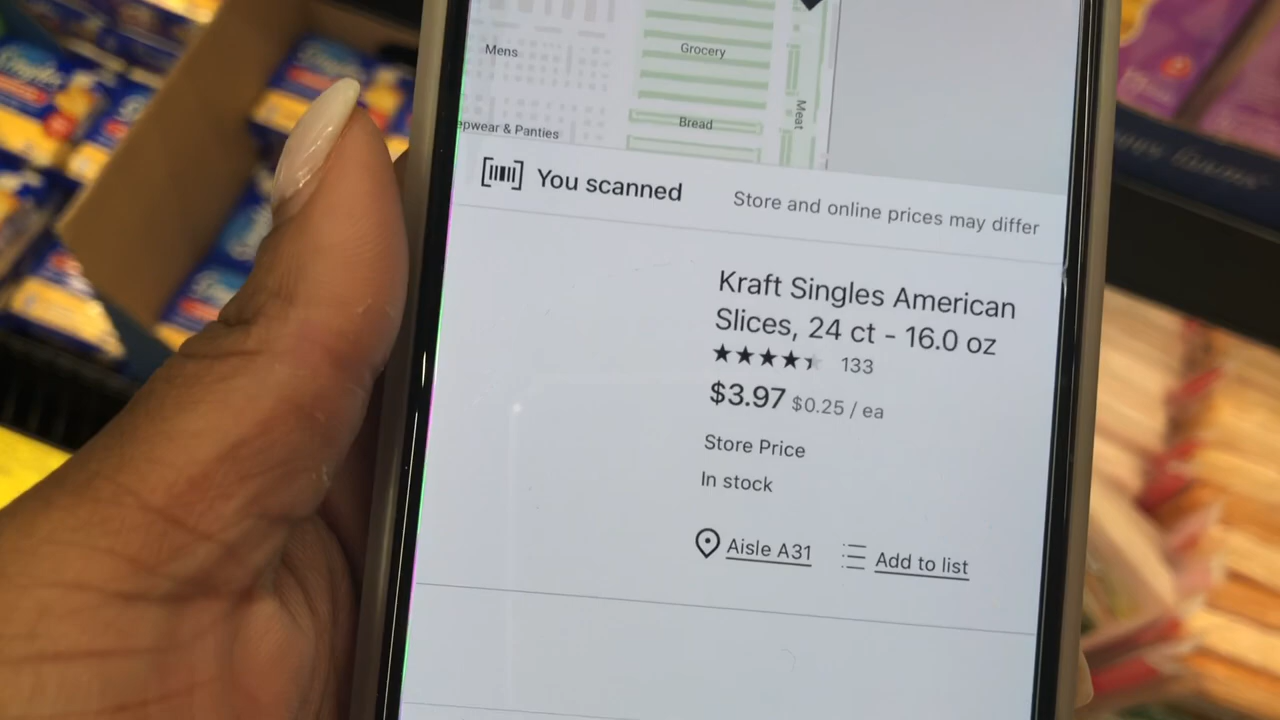 Mens
Grocery
epwear & Panties
Bread
Meat
You scanned
Store and online prices may differ
Kraft Singles American
Slices, 24 ct - 16.0 oz
133
$3.97 $0.25 / ea
Store Price
In stock
Aisle A31
Add to list